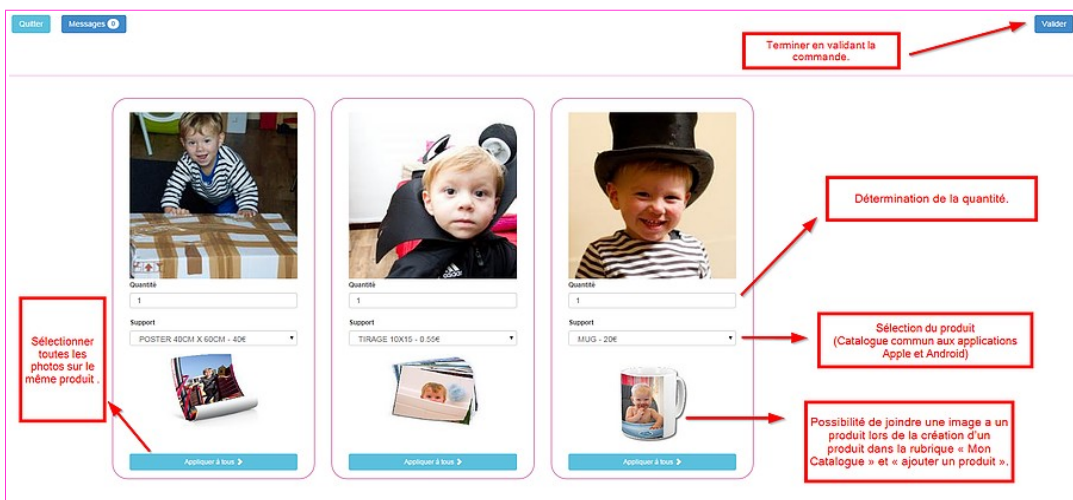 Quitter
Messages 0
Valider
Terminer en validant la
commande.
Quantité
1
Support
POSTER 40CM X 60CM - 40€
Appliquer à tous
Quantité
1
Support
TIRAGE 10X15 - 0.55€
Appliquer à tous
adidas
Quantité
1
Support
MUG - 20€
Appliquer à tous
Sélectionner
toutes les
photos sur le
même produit .
Détermination de la quantité.
Sélection du produit
(Catalogue commun aux applications
Apple et Android)
Possibilité de joindre une image a un
produit lors de la création d'un
produit dans la rubrique « Mon
Catalogue » et « ajouter un produit ».